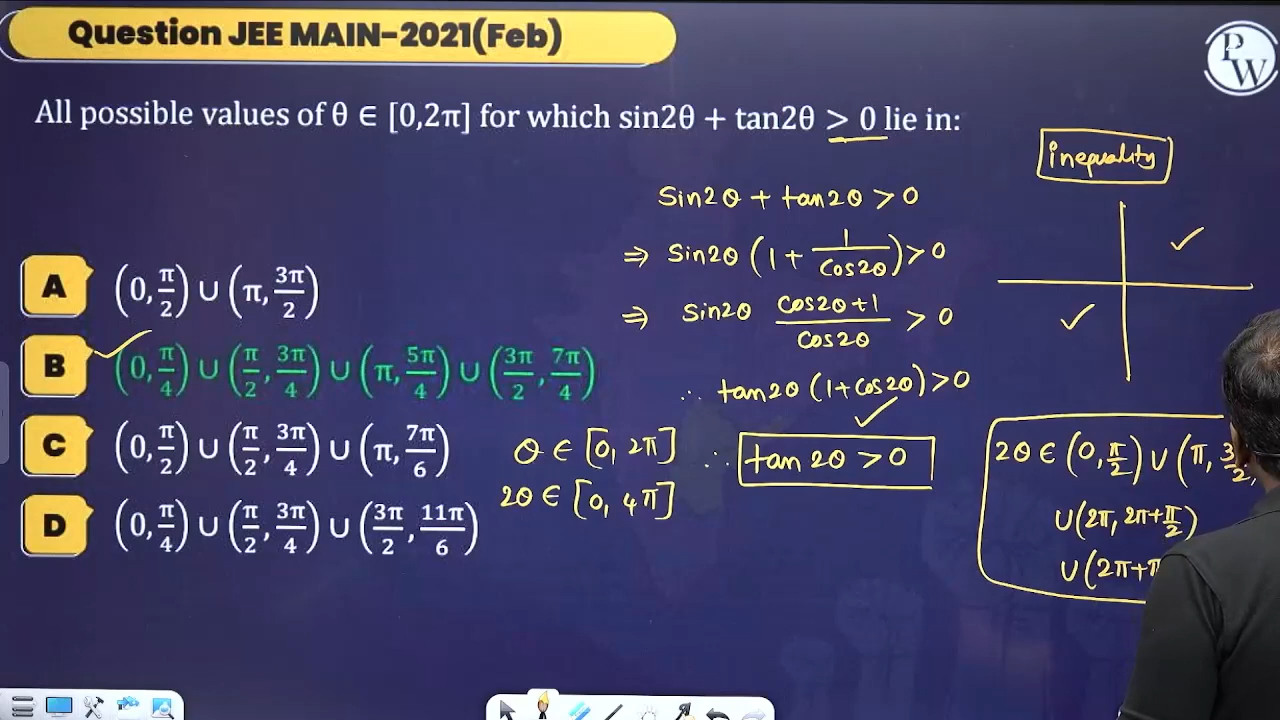 Question JEE MAIN-2021(Feb)
PW
All possible values of θ ∈ [0,2π] for which sin2θ + tan2θ > 0 lie in:
A (0, π/2) ∪ (π, 3π/2)
B (0, π/4) ∪ (π/2, 3π/4) ∪ (π, 5π/4) ∪ (3π/2, 7π/4)
C (0, π/2) ∪ (π/2, 3π/4) ∪ (π, 7π/6)
D (0, π/4) ∪ (π/2, 3π/4) ∪ (3π/2, 11π/6)
Sin2θ + tan2θ > 0
⇒ Sin2θ (1 + 1/Cos2θ) > 0
⇒ Sin2θ (Cos2θ+1)/Cos2θ > 0
∴ tan2θ (1+Cos2θ) > 0
θ ∈ [0, 2π]
∴ tan 2θ > 0
2θ ∈ [0, 4π]
inequality
2θ ∈ (0, π/2) ∪ (π, 3
2
∪(2π, 2π+π/2)
∪(2π+π